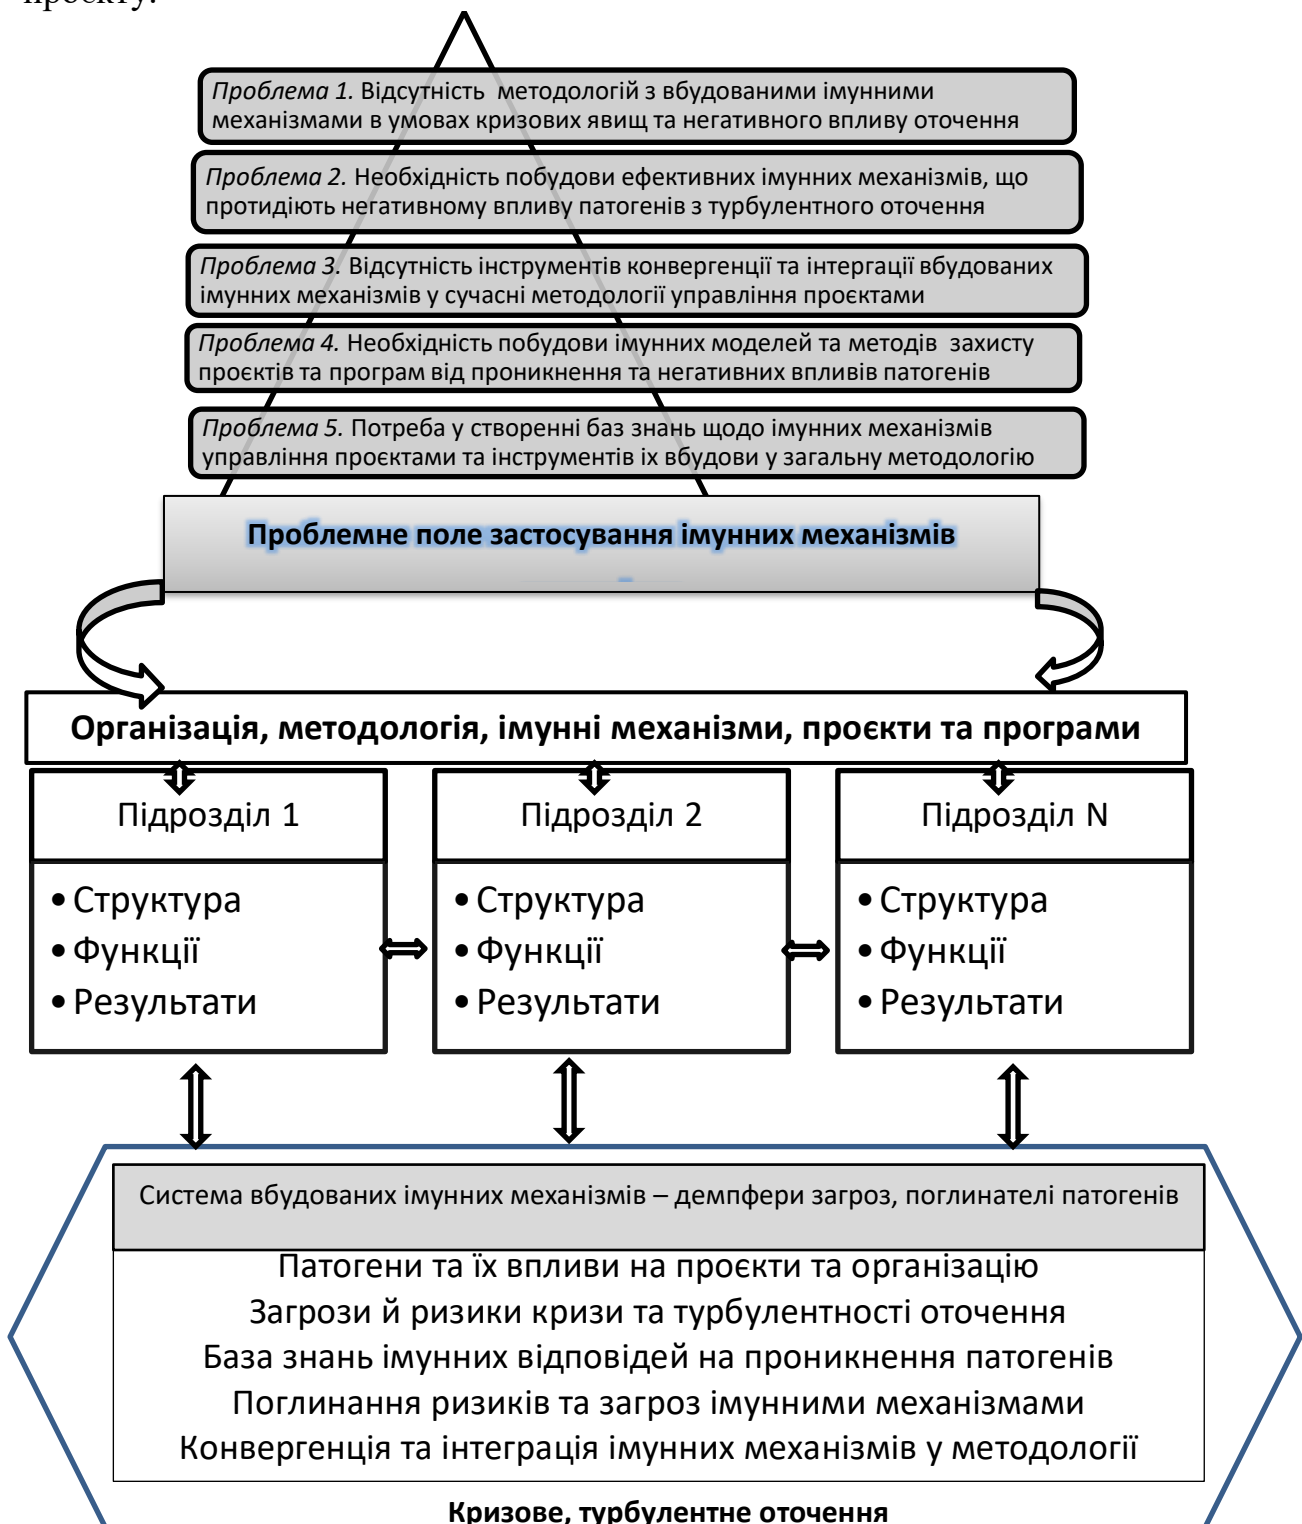 проєкту.
Проблема 1. Відсутність методологій з вбудованими імунними
механізмами в умовах кризових явищ та негативного впливу оточення
Проблема 2. Необхідність побудови ефективних імунних механізмів, що
протидіють негативному впливу патогенів з турбулентного оточення
Проблема 3. Відсутність інструментів конвергенції та інтергації вбудованих
імунних механізмів у сучасні методології управління проєктами
Проблема 4. Необхідність побудови імунних моделей та методів захисту
проєктів та програм від проникнення та негативних впливів патогенів
Проблема 5. Потреба у створенні баз знань щодо імунних механізмів
управління проєктами та інструментів їх вбудови у загальну методологію
Проблемне поле застосування імунних механізмів
Організація, методологія, імунні механізми, проєкти та програми
Підрозділ 1
• Структура
• Функції
• Результати
Підрозділ 2
• Структура
• Функції
• Результати
Підрозділ N
• Структура
• Функції
• Результати
Система вбудованих імунних механізмів – демпфери загроз, поглинателі патогенів
Патогени та їх впливи на проєкти та організацію
Загрози й ризики кризи та турбулентності оточення
База знань імунних відповідей на проникнення патогенів
Поглинання ризиків та загроз імунними механізмами
Конвергенція та інтеграція імунних механізмів у методології
Кризове, турбулентне оточення